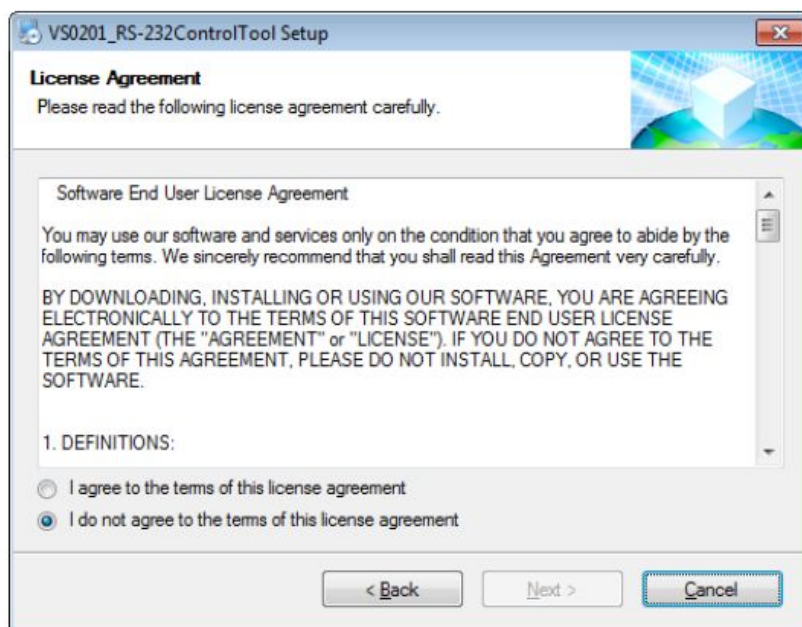 VS0201_RS-232ControlTool Setup
License Agreement
Please read the following license agreement carefully.
Software End User License Agreement
You may use our software and services only on the condition that you agree to abide by the
following terms. We sincerely recommend that you shall read this Agreement very carefully.
BY DOWNLOADING, INSTALLING OR USING OUR SOFTWARE, YOU ARE AGREEING
ELECTRONICALLY TO THE TERMS OF THIS SOFTWARE END USER LICENSE
AGREEMENT (THE "AGREEMENT" or "LICENSE"). IF YOU DO NOT AGREE TO THE
TERMS OF THIS AGREEMENT, PLEASE DO NOT INSTALL, COPY, OR USE THE
SOFTWARE.
1. DEFINITIONS:
I agree to the terms of this license agreement
I do not agree to the terms of this license agreement
< Back Next > Cancel